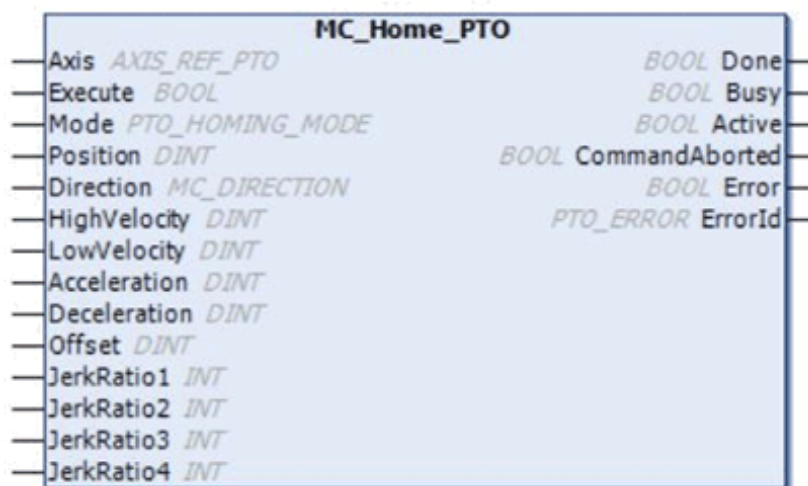 MC_Home_PTO
Axis AXIS_REF_PTO BOOL Done
Execute BOOL BOOL Busy
Mode PTO_HOMING_MODE BOOL Active
Position DINT BOOL CommandAborted
Direction MC_DIRECTION BOOL Error
HighVelocity DINT PTO_ERROR ErrorId
LowVelocity DINT
Acceleration DINT
Deceleration DINT
Offset DINT
JerkRatio1 INT
JerkRatio2 INT
JerkRatio3 INT
JerkRatio4 INT